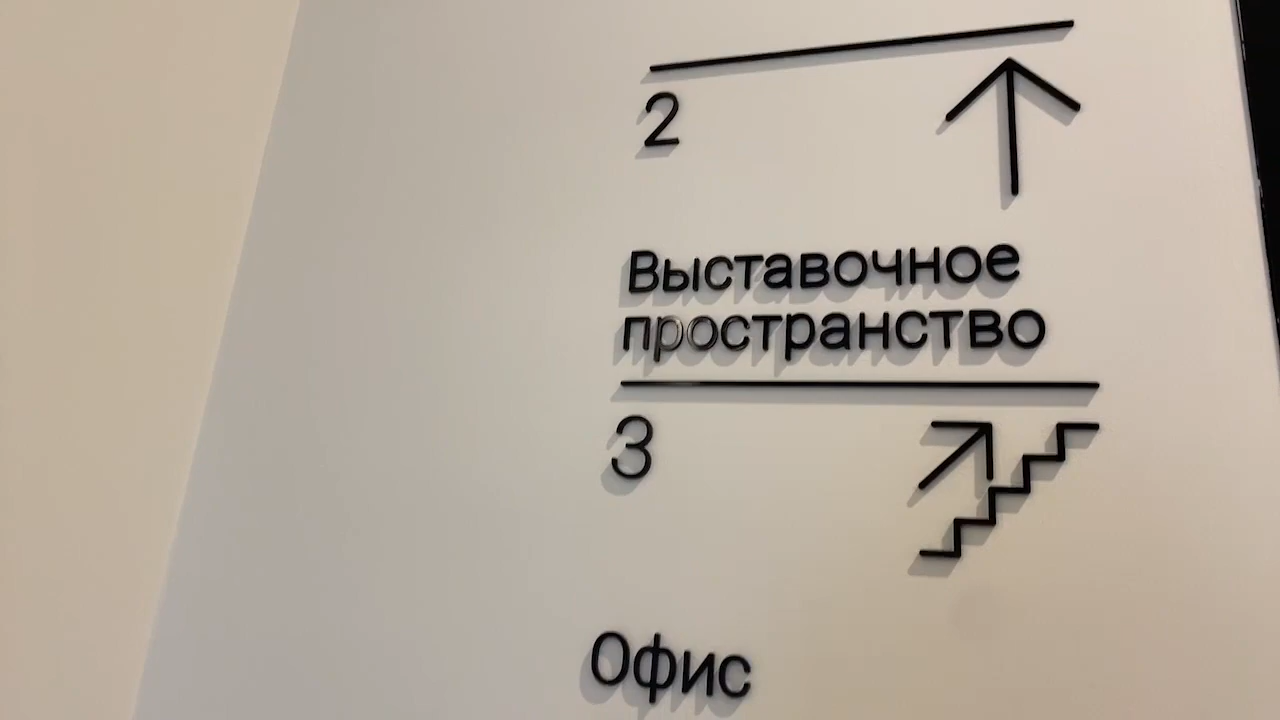 2
Выставочное
пространство
3
Офис